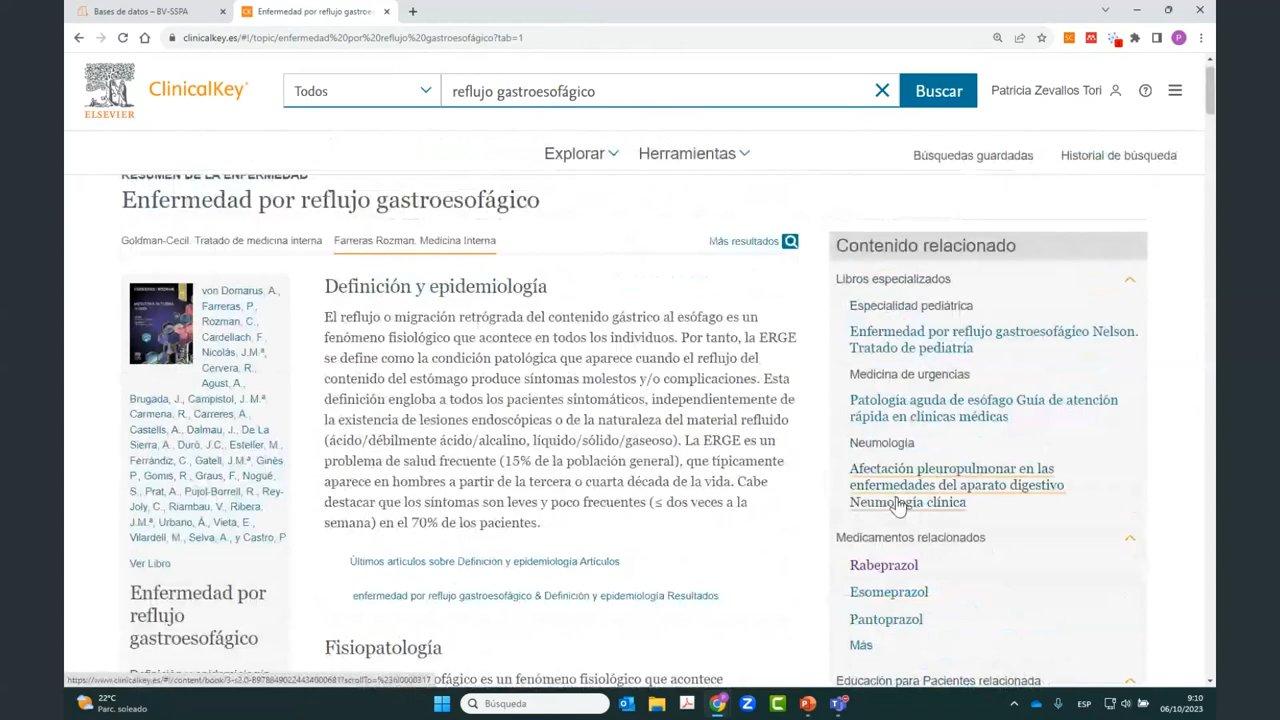 Bases de datos – BV-SSPA
Enfermedad por reflujo gastroes
clinicalkey.es/#!/topic/enfermedad%20por%20reflujo%20gastroesofágico?tab=1
ELSEVIER
ClinicalKey
Todos
reflujo gastroesofágico
Buscar
Patricia Zevallos Tori
Explorar
Herramientas
Búsquedas guardadas
Historial de búsqueda
RESUMEN DE LA ENFERMEDAD
Enfermedad por reflujo gastroesofágico
Goldman-Cecil. Tratado de medicina interna
Farreras Rozman. Medicina Interna
Más resultados
von Domarus, A.,
Farreras, P.,
Rozman, C.,
Cardellach, F.,
Nicolás, J.M.ª,
Cervera, R.,
Agust, A.,
Brugada, J., Campistol, J. M.ª,
Carmena, R., Carreres, A.,
Castells, A., Dalmau, J., De La
Sierra, A., Duró, J.C., Esteller, M.,
Ferrándiz, C., Gatell, J.M.ª, Ginès
P., Gomis, R., Graus, F., Nogué,
S., Prat, A., Pujol-Borrell, R., Rey-
Joly, C., Riambau, V., Ribera,
J.M.ª, Urbano, Á., Vieta, E.,
Vilardell, M., Selva, A., y Castro, P
Ver Libro
Enfermedad por
reflujo
gastroesofágico
Definición y epidemiología
El reflujo o migración retrógrada del contenido gástrico al esófago es un
fenómeno fisiológico que acontece en todos los individuos. Por tanto, la ERGE
se define como la condición patológica que aparece cuando el reflujo del
contenido del estómago produce síntomas molestos y/o complicaciones. Esta
definición engloba a todos los pacientes sintomáticos, independientemente de
la existencia de lesiones endoscópicas o de la naturaleza del material refluido
(ácido/débilmente ácido/alcalino, líquido/sólido/gaseoso). La ERGE es un
problema de salud frecuente (15% de la población general), que típicamente
aparece en hombres a partir de la tercera o cuarta década de la vida. Cabe
destacar que los síntomas son leves y poco frecuentes (≤ dos veces a la
semana) en el 70% de los pacientes.
Últimos artículos sobre Definición y epidemiología Artículos
enfermedad por reflujo gastroesofágico & Definición y epidemiología Resultados
Fisiopatología
ofágico es un fenómeno fisiológico que acontece
Contenido relacionado
Libros especializados
Especialidad pediátrica
Enfermedad por reflujo gastroesofágico Nelson.
Tratado de pediatría
Medicina de urgencias
Patología aguda de esófago Guía de atención
rápida en clínicas médicas
Neumología
Afectación pleuropulmonar en las
enfermedades del aparato digestivo
Neumología clínica
Medicamentos relacionados
Rabeprazol
Esomeprazol
Pantoprazol
Más
Educación para Pacientes relacionada
22°C
Parc. soleado
Búsqueda
ESP
9:10
06/10/2023